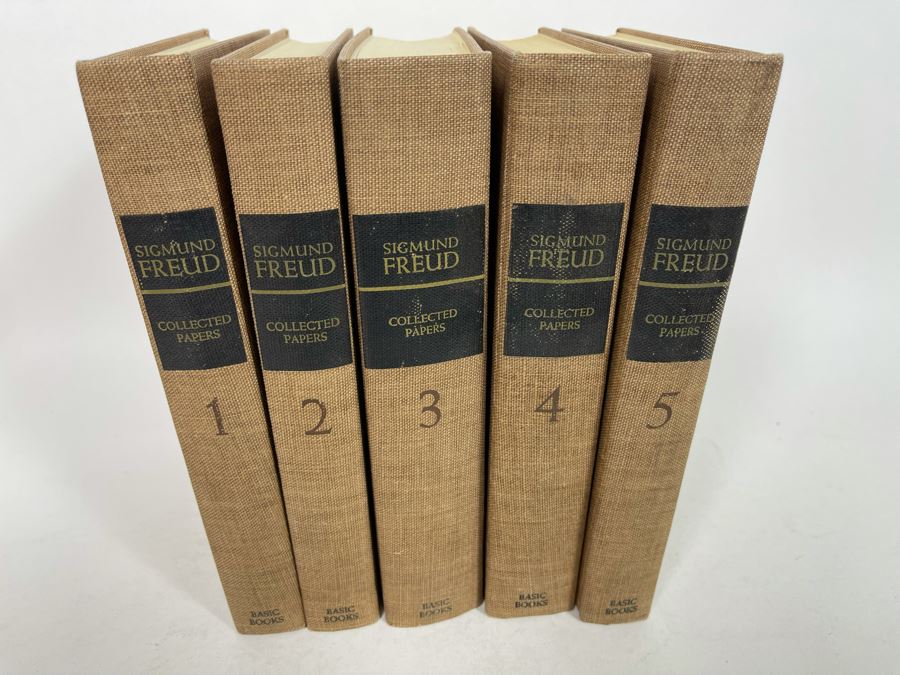 SIGMUND
FREUD
COLLECTED
PAPERS
1
BASIC
BOOKS
SIGMUND
FREUD
COLLECTED
PAPERS
2
BASIC
BOOKS
SIGMUND
FREUD
COLLECTED
PAPERS
3
BASIC
BOOKS
SIGMUND
FREUD
COLLECTED
PAPERS
4
BASIC
BOOKS
SIGMUND
FREUD
COLLECTED
PAPERS
5
BASIC
BOOKS